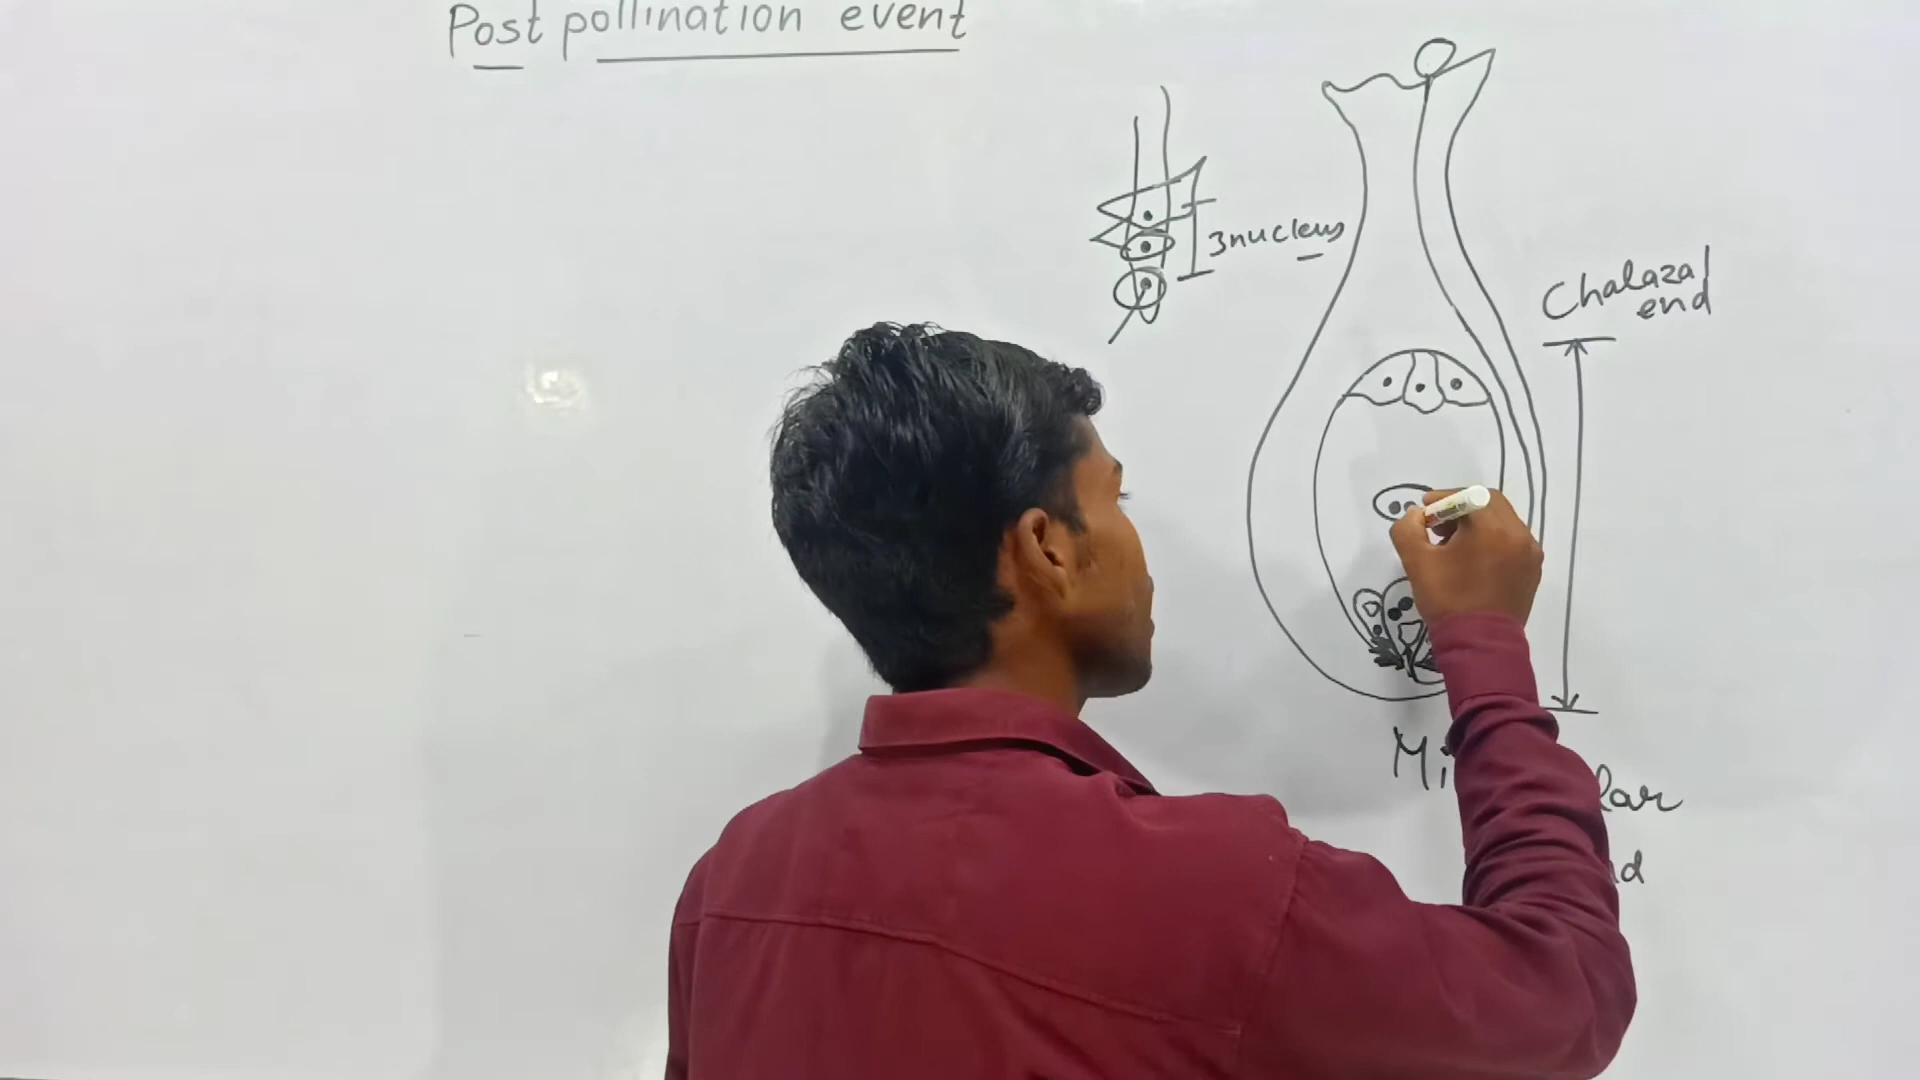 Post pollination event
3nucleus
Chalazal
end